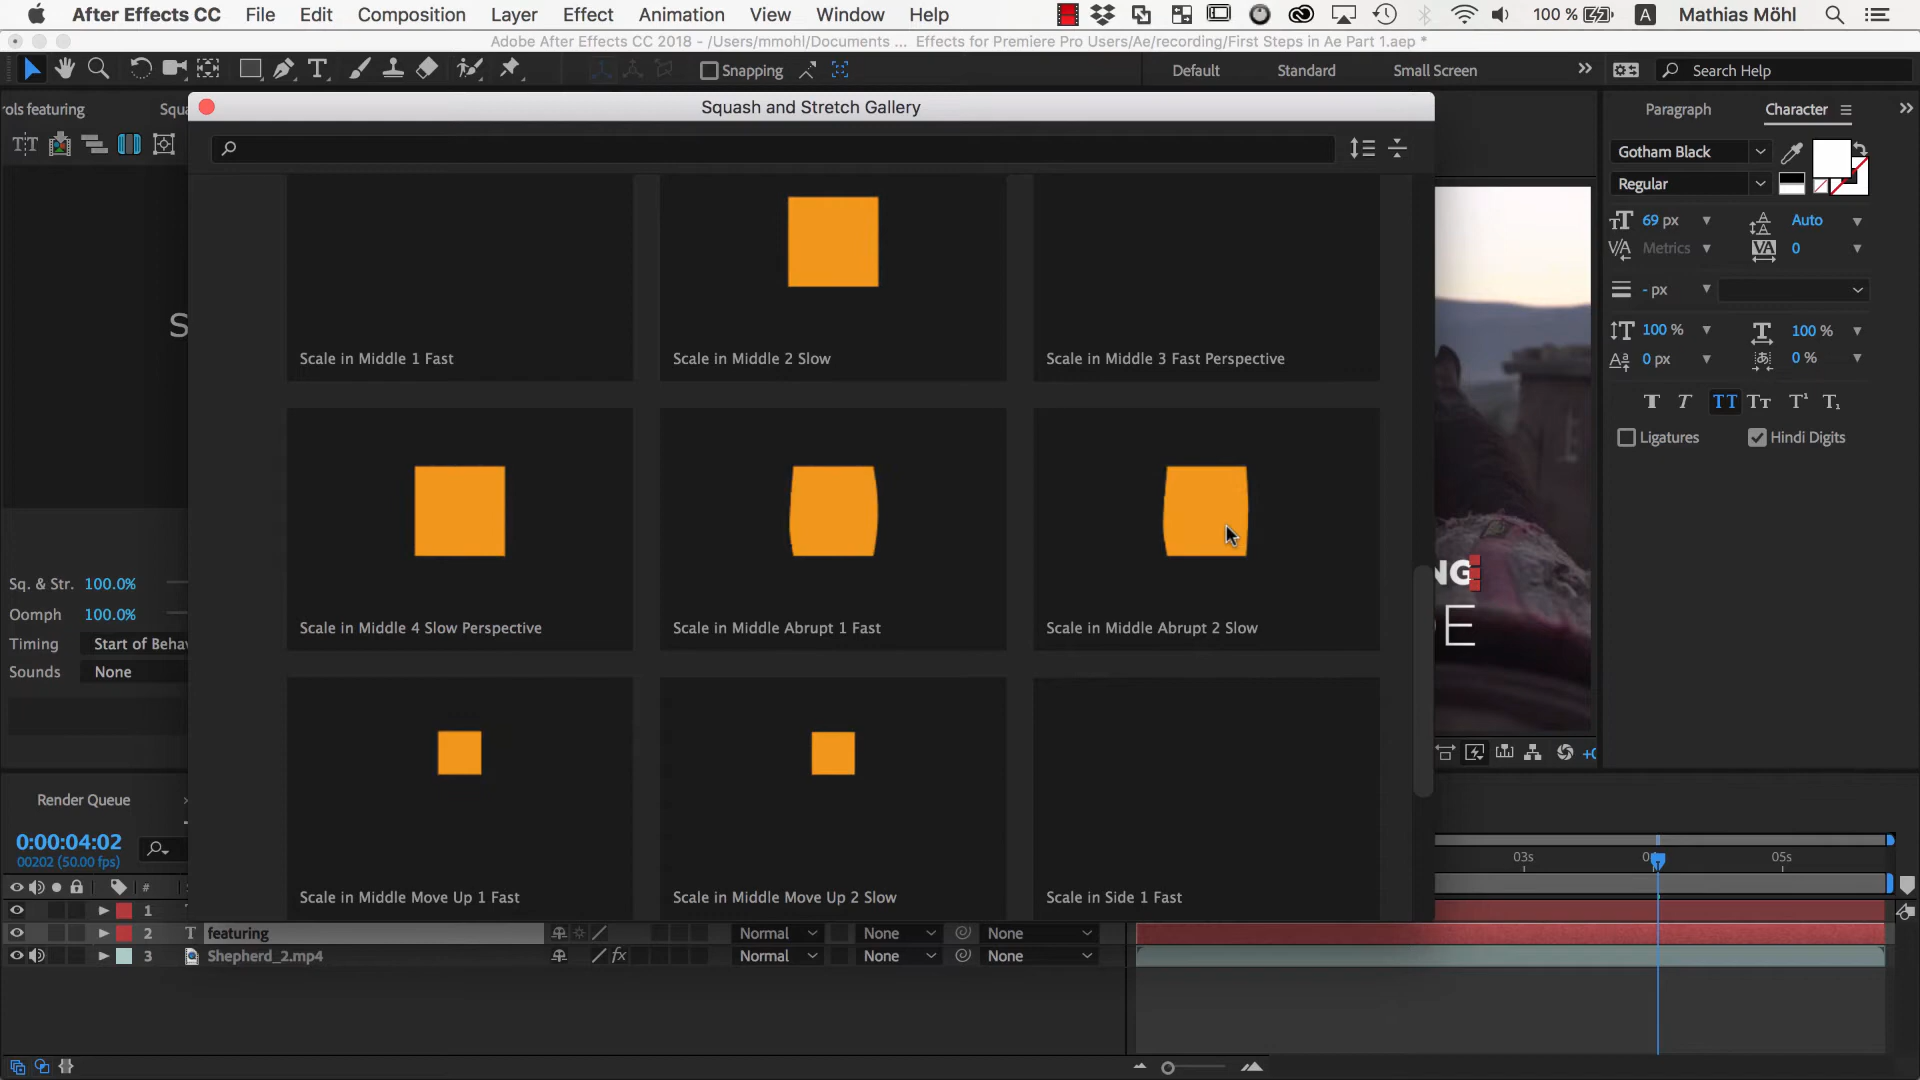 After Effects CC File Edit Composition Layer Effect Animation View Window Help 100 % A Mathias Möhl
Adobe After Effects CC 2018 - /Users/mmohl/Documents ... Effects for Premiere Pro Users/Ae/recording/First Steps in Ae Part 1.aep *
Snapping Default Standard Small Screen Search Help
rols featuring Squa
Squash and Stretch Gallery
Paragraph Character
Gotham Black
Regular
69 px Auto
Metrics 0
- px
100 % 100 %
0 px 0 %
Ligatures Hindi Digits
S
Scale in Middle 1 Fast Scale in Middle 2 Slow Scale in Middle 3 Fast Perspective
Scale in Middle 4 Slow Perspective Scale in Middle Abrupt 1 Fast Scale in Middle Abrupt 2 Slow
Scale in Middle Move Up 1 Fast Scale in Middle Move Up 2 Slow Scale in Side 1 Fast
Sq. & Str. 100.0%
Oomph 100.0%
Timing Start of Behav
Sounds None
NG
DE
Render Queue
0:00:04:02
00202 (50.00 fps)
03s 05s
#
1
2 T featuring Normal None None
3 Shepherd_2.mp4 fx Normal None None